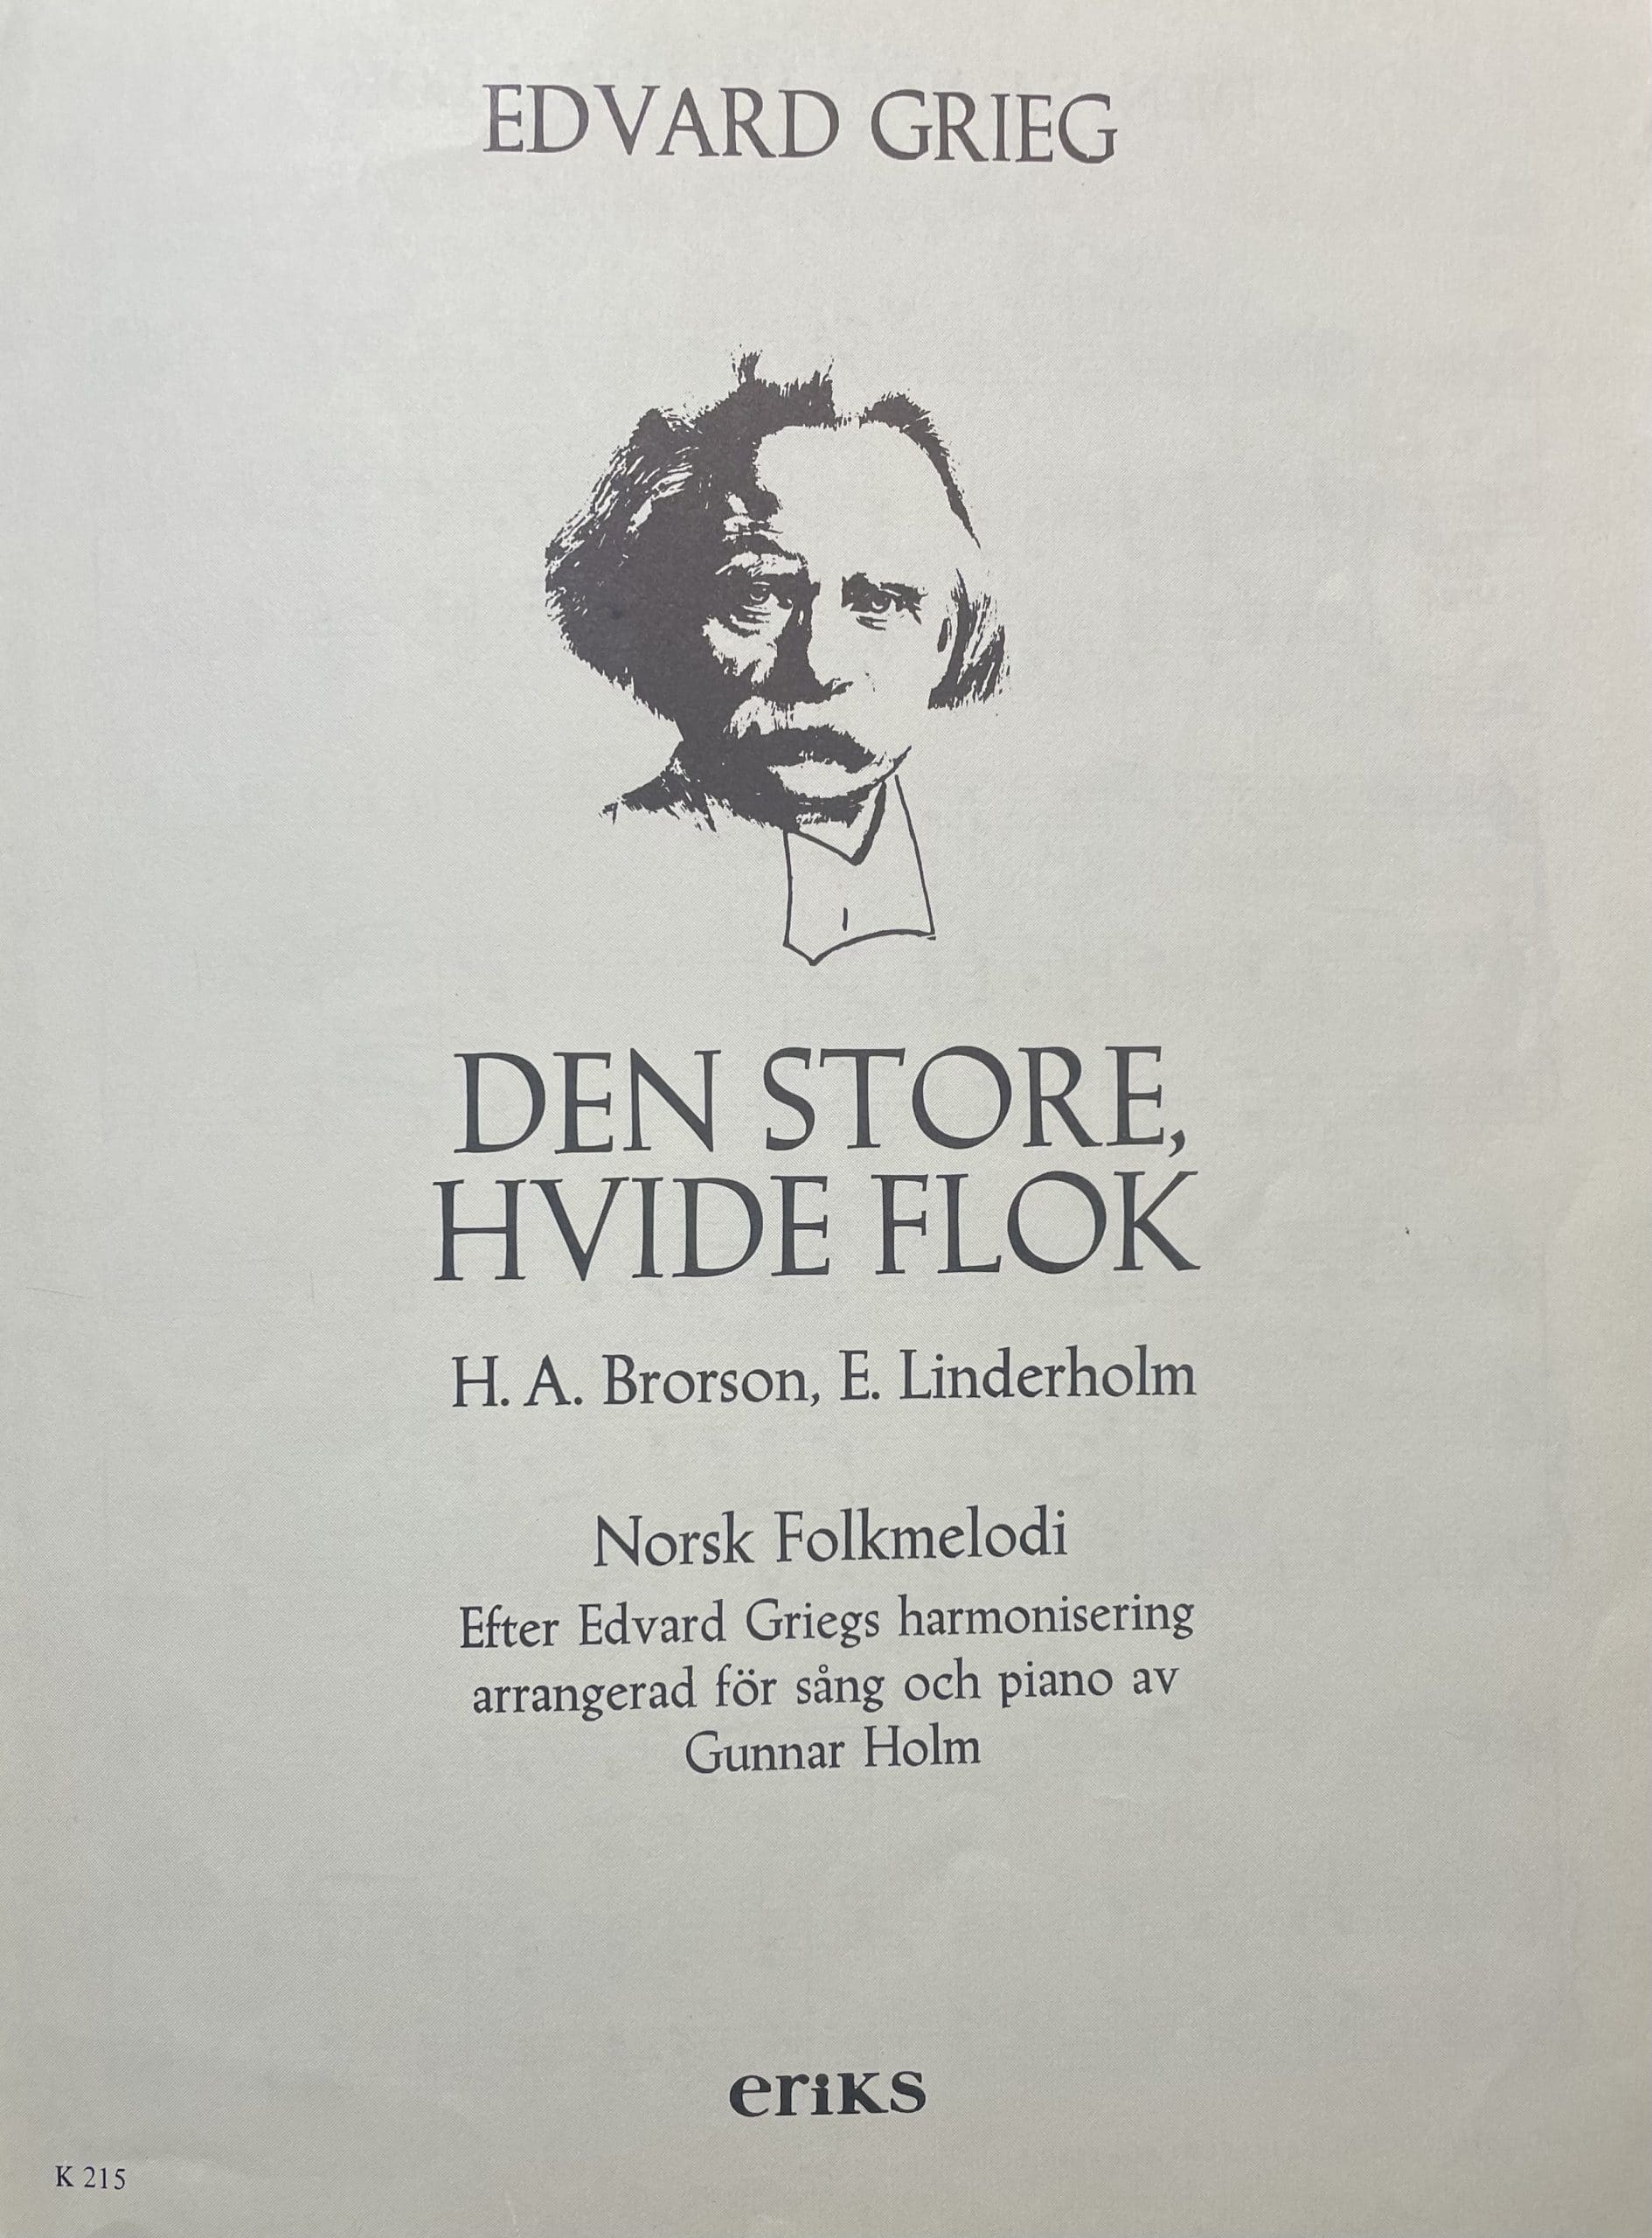 EDVARD GRIEG
DEN STORE,
HVIDE FLOK
H. A. Brorson, E. Linderholm
Norsk Folkmelodi
Efter Edvard Griegs harmonisering
arrangerad för sång och piano av
Gunnar Holm
eriks
K 215